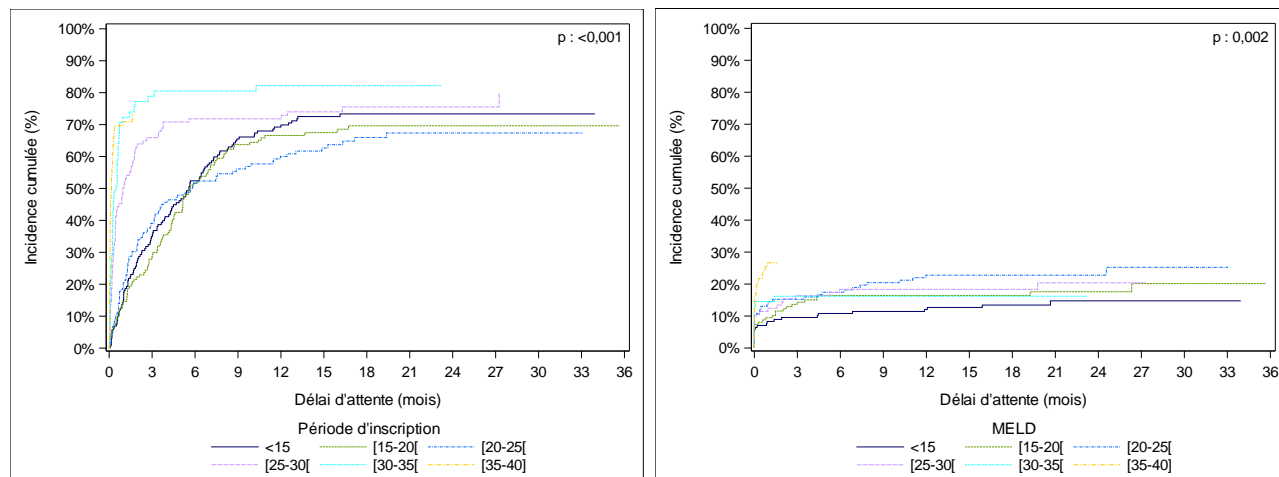 p : <0,001
100%
90%
80%
70%
60%
50%
40%
30%
20%
10%
0%
Incidence cumulée (%)
0 3 6 9 12 15 18 21 24 27 30 33 36
Délai d'attente (mois)
Période d'inscription
<15 [15-20[ [20-25[
[25-30[ [30-35[ [35-40]
p : 0,002
100%
90%
80%
70%
60%
50%
40%
30%
20%
10%
0%
Incidence cumulée (%)
0 3 6 9 12 15 18 21 24 27 30 33 36
Délai d'attente (mois)
MELD
<15 [15-20[ [20-25[
[25-30[ [30-35[ [35-40]